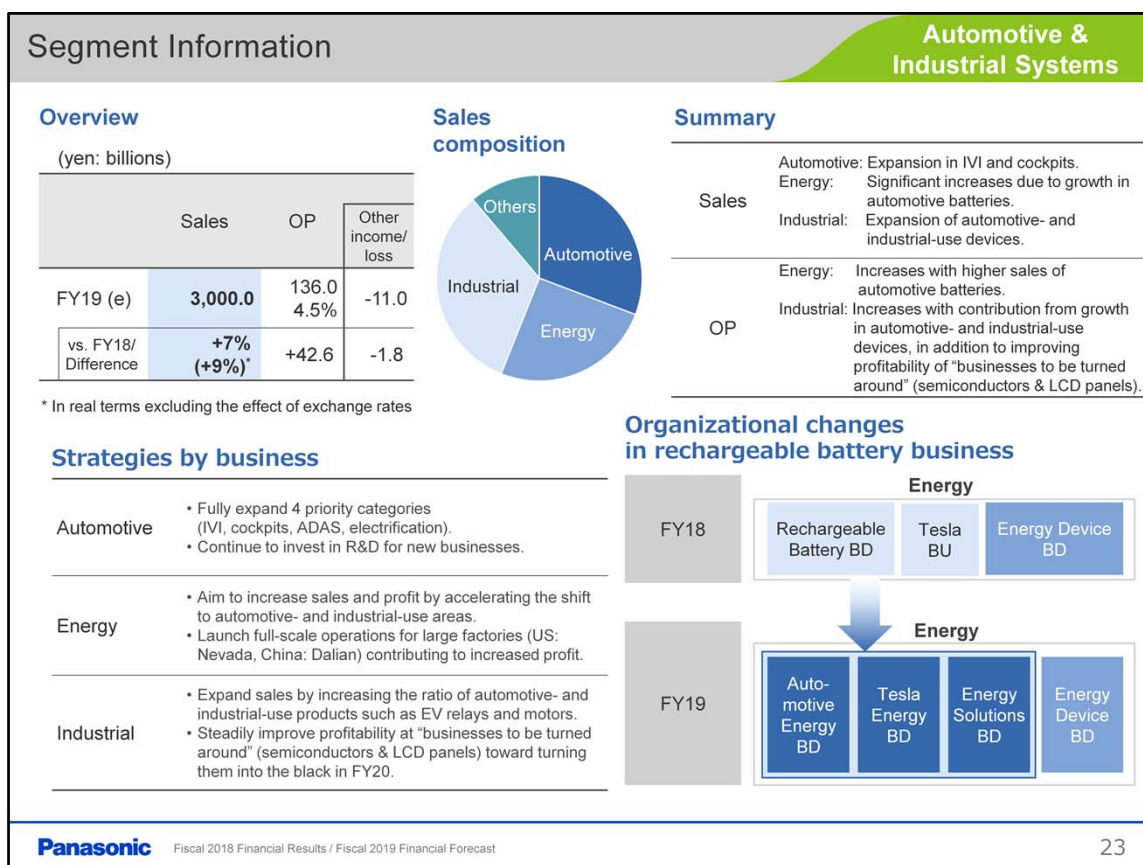 Segment Information
Automotive &
Industrial Systems
Overview
(yen: billions)
Sales
OP
Other
income/
loss
FY19 (e)
3,000.0
136.0
4.5%
-11.0
vs. FY18/
Difference
+7%
(+9%)*
+42.6
-1.8
* In real terms excluding the effect of exchange rates
Sales
composition
Others
Automotive
Industrial
Energy
Summary
Sales
Automotive: Expansion in IVI and cockpits.
Energy: Significant increases due to growth in
automotive batteries.
Industrial: Expansion of automotive- and
industrial-use devices.
OP
Energy: Increases with higher sales of
automotive batteries.
Industrial: Increases with contribution from growth
in automotive- and industrial-use
devices, in addition to improving
profitability of “businesses to be turned
around” (semiconductors & LCD panels).
Strategies by business
Automotive
• Fully expand 4 priority categories
(IVI, cockpits, ADAS, electrification).
• Continue to invest in R&D for new businesses.
Energy
• Aim to increase sales and profit by accelerating the shift
to automotive- and industrial-use areas.
• Launch full-scale operations for large factories (US:
Nevada, China: Dalian) contributing to increased profit.
Industrial
• Expand sales by increasing the ratio of automotive- and
industrial-use products such as EV relays and motors.
• Steadily improve profitability at “businesses to be turned
around” (semiconductors & LCD panels) toward turning
them into the black in FY20.
Organizational changes
in rechargeable battery business
Energy
FY18
Rechargeable
Battery BD
Tesla
BU
Energy Device
BD
Energy
FY19
Auto-
motive
Energy
BD
Tesla
Energy
BD
Energy
Solutions
BD
Energy
Device
BD
Panasonic
Fiscal 2018 Financial Results / Fiscal 2019 Financial Forecast
23